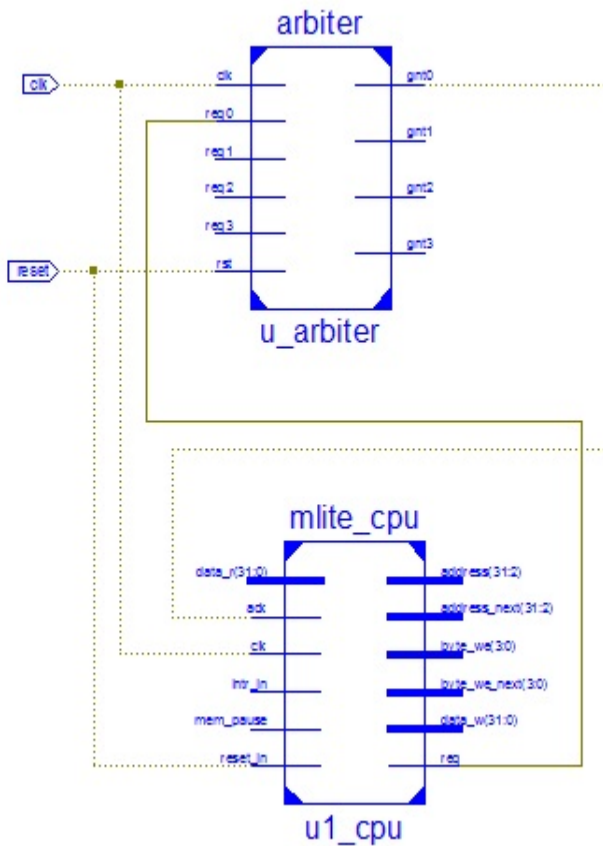 arbiter
clk
clk
gnt0
req0
req1
gnt1
req2
gnt2
req3
gnt3
reset
rst
u_arbiter
mlite_cpu
data_r(31:0)
address(31:2)
ack
address_next(31:2)
clk
byte_we(3:0)
intr_in
byte_we_next(3:0)
mem_pause
data_w(31:0)
reset_in
req
u1_cpu